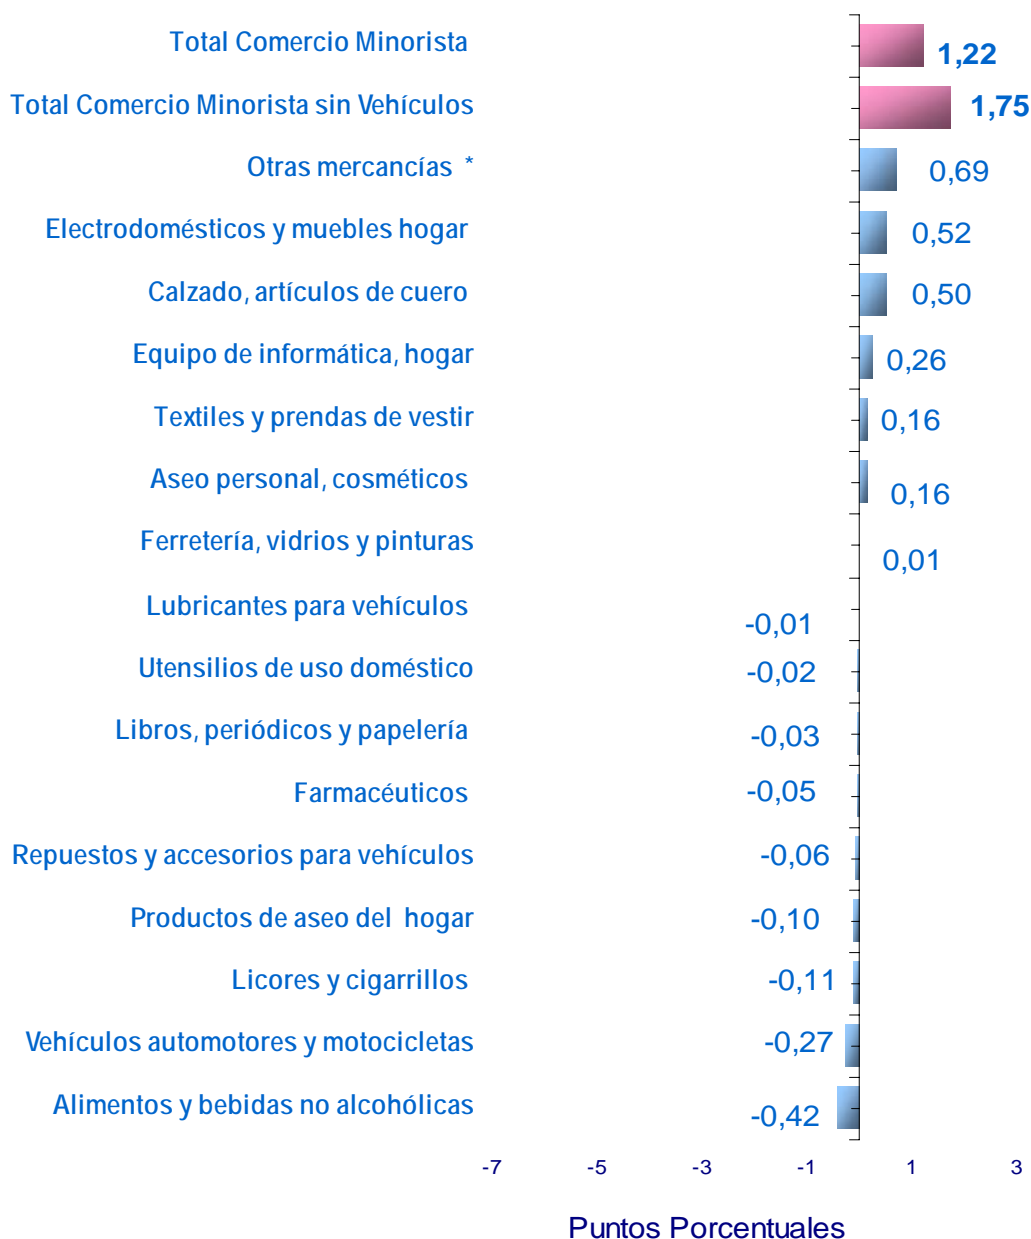 Total Comercio Minorista 1,22
Total Comercio Minorista sin Vehículos 1,75
Otras mercancías * 0,69
Electrodomésticos y muebles hogar 0,52
Calzado, artículos de cuero 0,50
Equipo de informática, hogar 0,26
Textiles y prendas de vestir 0,16
Aseo personal, cosméticos 0,16
Ferretería, vidrios y pinturas 0,01
Lubricantes para vehículos -0,01
Utensilios de uso doméstico -0,02
Libros, periódicos y papelería -0,03
Farmacéuticos -0,05
Repuestos y accesorios para vehículos -0,06
Productos de aseo del hogar -0,10
Licores y cigarrillos -0,11
Vehículos automotores y motocicletas -0,27
Alimentos y bebidas no alcohólicas -0,42
-7 -5 -3 -1 1 3
Puntos Porcentuales